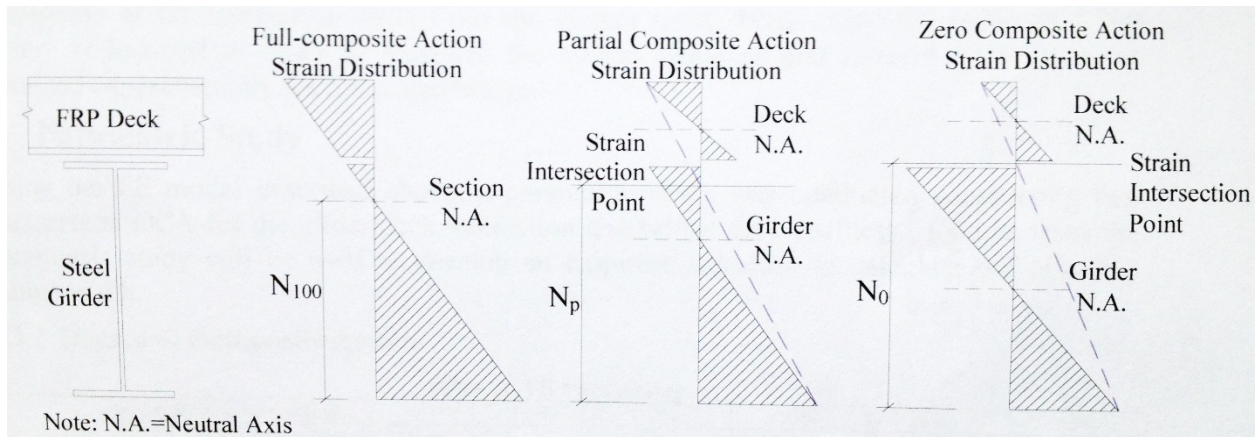 Full-composite Action
Strain Distribution
Partial Composite Action
Strain Distribution
Zero Composite Action
Strain Distribution
FRP Deck
Steel
Girder
Section
N.A.
N100
Strain
Intersection
Point
Deck
N.A.
Girder
N.A.
Np
Deck
N.A.
Strain
Intersection
Point
Girder
N.A.
N0
Note: N.A.=Neutral Axis